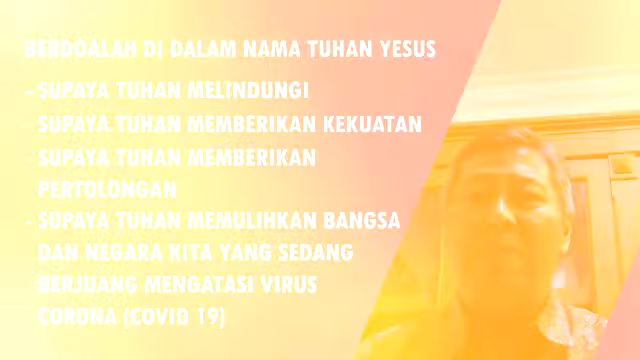 BERDOALAH DI DALAM NAMA TUHAN YESUS
- SUPAYA TUHAN MELINDUNGI
- SUPAYA TUHAN MEMBERIKAN KEKUATAN
- SUPAYA TUHAN MEMBERIKAN
PERTOLONGAN
- SUPAYA TUHAN MEMULIHKAN BANGSA
DAN NEGARA KITA YANG SEDANG
BERJUANG MENGATASI VIRUS
CORONA (COVID 19)